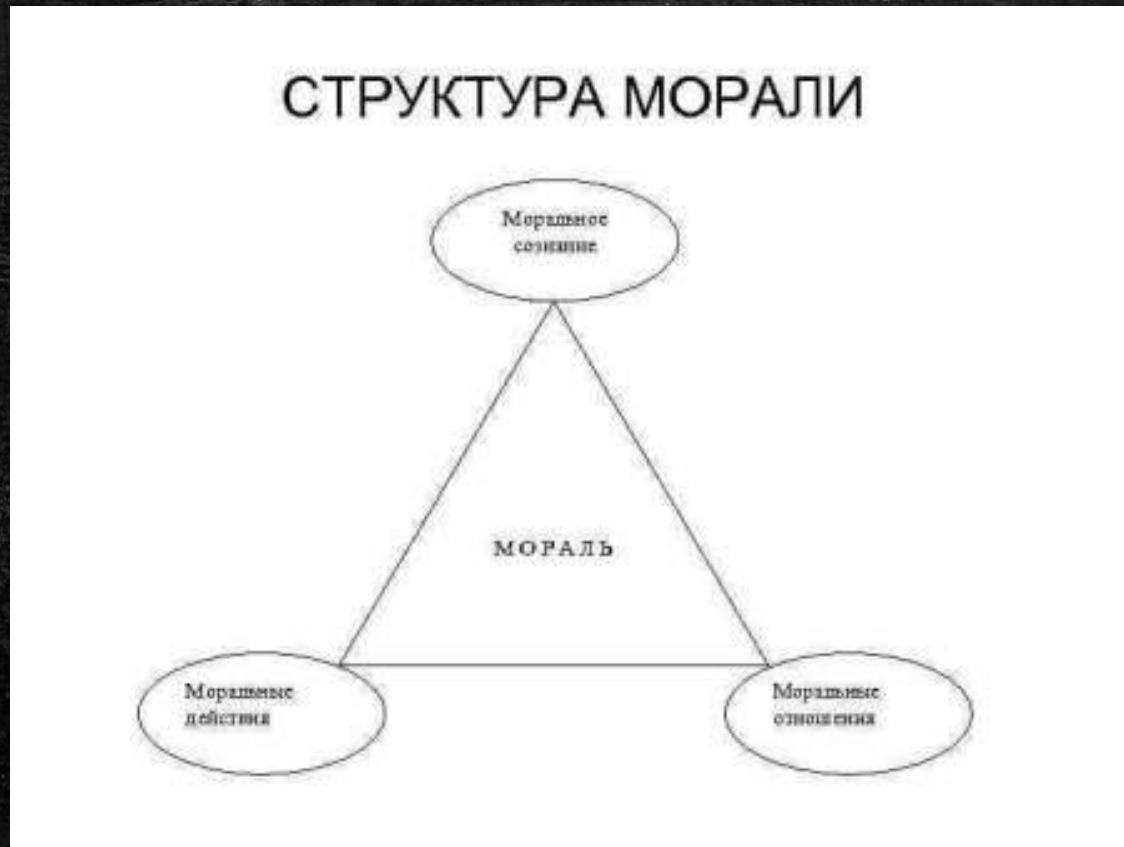 СТРУКТУРА МОРАЛИ
Моральное
сознание
МОРАЛЬ
Моральные
действия
Моральные
отношения